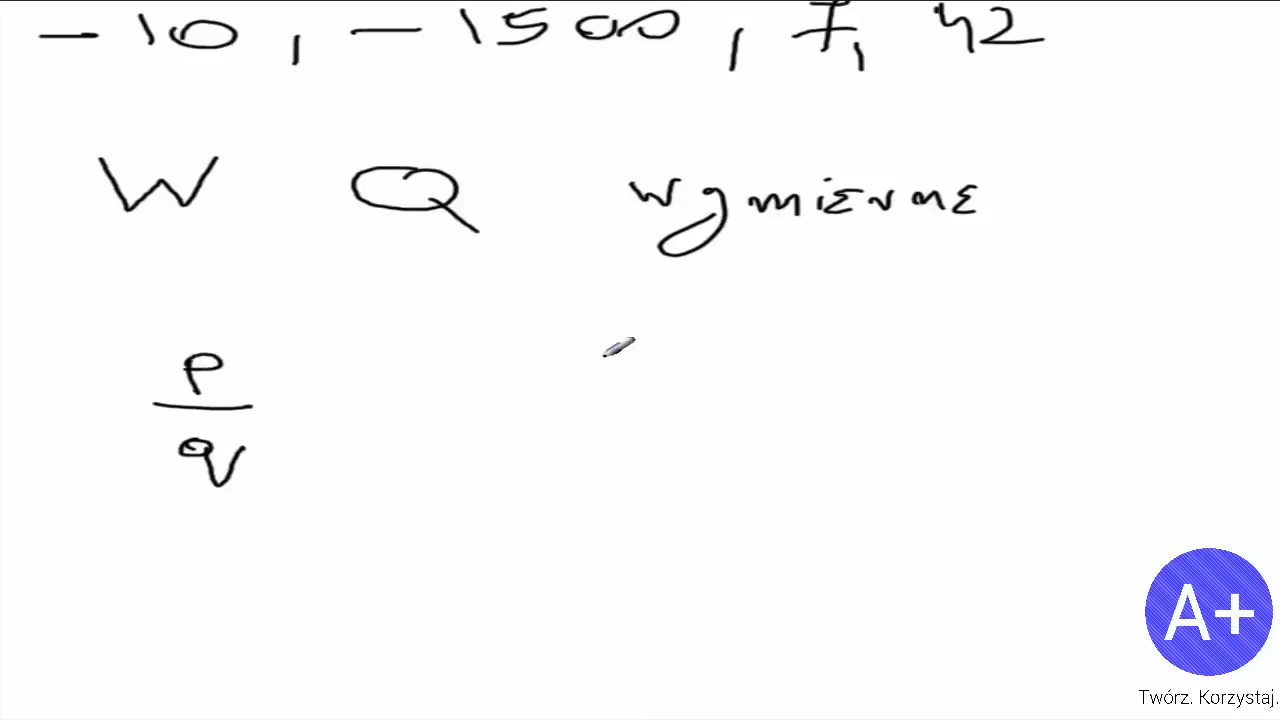 -10, -1500, 7, 42
W Q wymierne
p
q
A+
Twórz. Korzystaj.